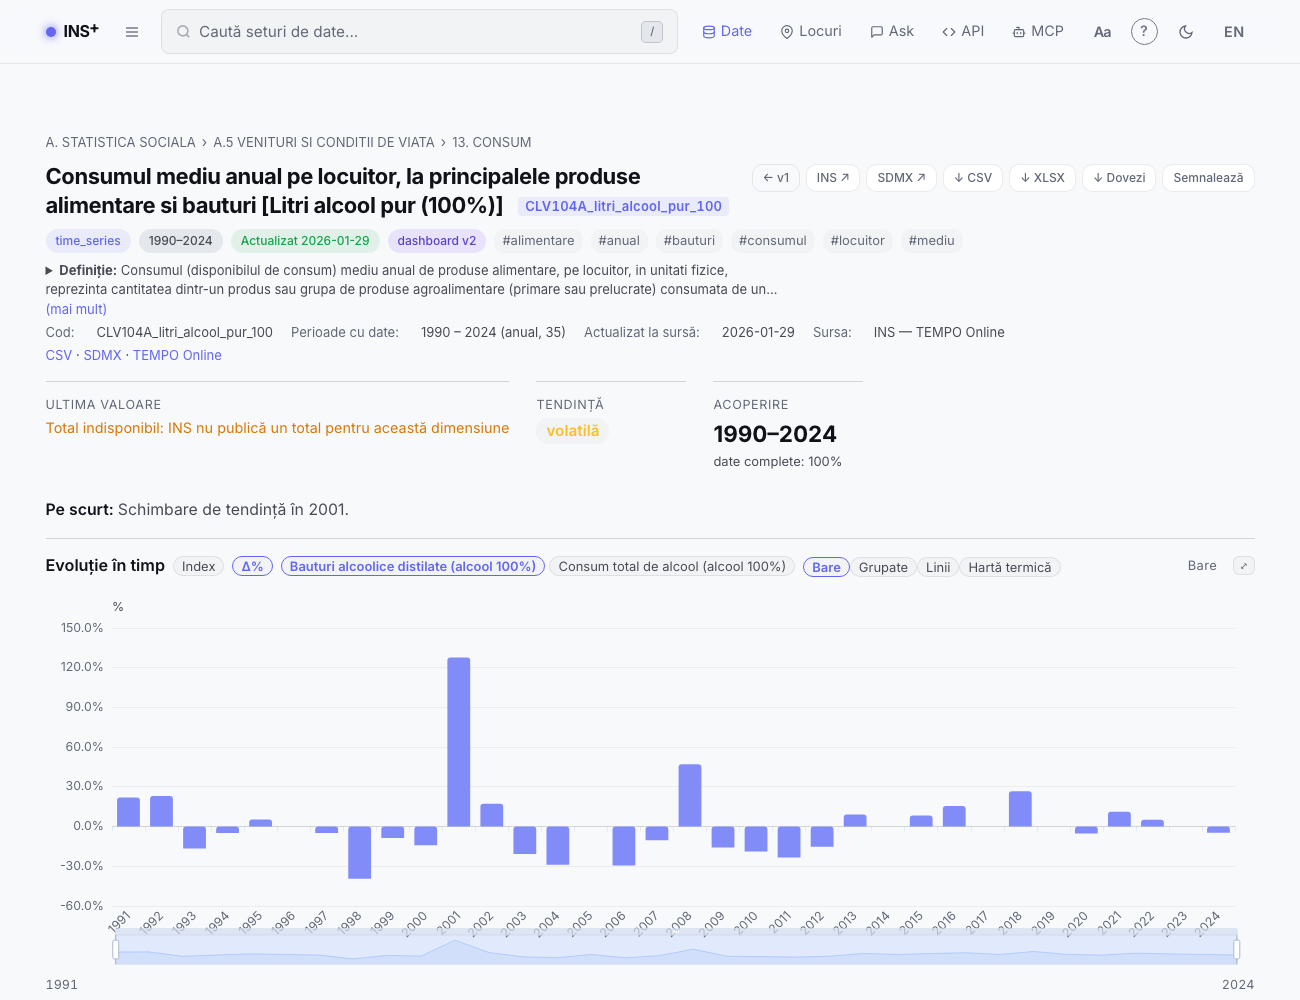 INS+
Caută seturi de date...
/
Date
Locuri
Ask
API
MCP
Aa
?
EN
A. STATISTICA SOCIALA › A.5 VENITURI SI CONDITII DE VIATA › 13. CONSUM
Consumul mediu anual pe locuitor, la principalele produse
alimentare si bauturi [Litri alcool pur (100%)] CLV104A_litri_alcool_pur_100
← v1
INS ↗
SDMX ↗
↓ CSV
↓ XLSX
↓ Dovezi
Semnalează
time_series 1990–2024 Actualizat 2026-01-29 dashboard v2 #alimentare #anual #bauturi #consumul #locuitor #mediu
▶ Definiție: Consumul (disponibilul de consum) mediu anual de produse alimentare, pe locuitor, in unitati fizice,
reprezinta cantitatea dintr-un produs sau grupa de produse agroalimentare (primare sau prelucrate) consumata de un...
(mai mult)
Cod: CLV104A_litri_alcool_pur_100 Perioade cu date: 1990 – 2024 (anual, 35) Actualizat la sursă: 2026-01-29 Sursa: INS — TEMPO Online
CSV · SDMX · TEMPO Online
ULTIMA VALOARE
Total indisponibil: INS nu publică un total pentru această dimensiune
TENDINȚĂ
volatilă
ACOPERIRE
1990–2024
date complete: 100%
Pe scurt: Schimbare de tendință în 2001.
Evoluție în timp Index Δ% Bauturi alcoolice distilate (alcool 100%) Consum total de alcool (alcool 100%) Bare Grupate Linii Hartă termică
Bare
%
150.0%
120.0%
90.0%
60.0%
30.0%
0.0%
-30.0%
-60.0%
1991 1992 1993 1994 1995 1996 1997 1998 1999 2000 2001 2002 2003 2004 2005 2006 2007 2008 2009 2010 2011 2012 2013 2014 2015 2016 2017 2018 2019 2020 2021 2022 2023 2024
1991
2024